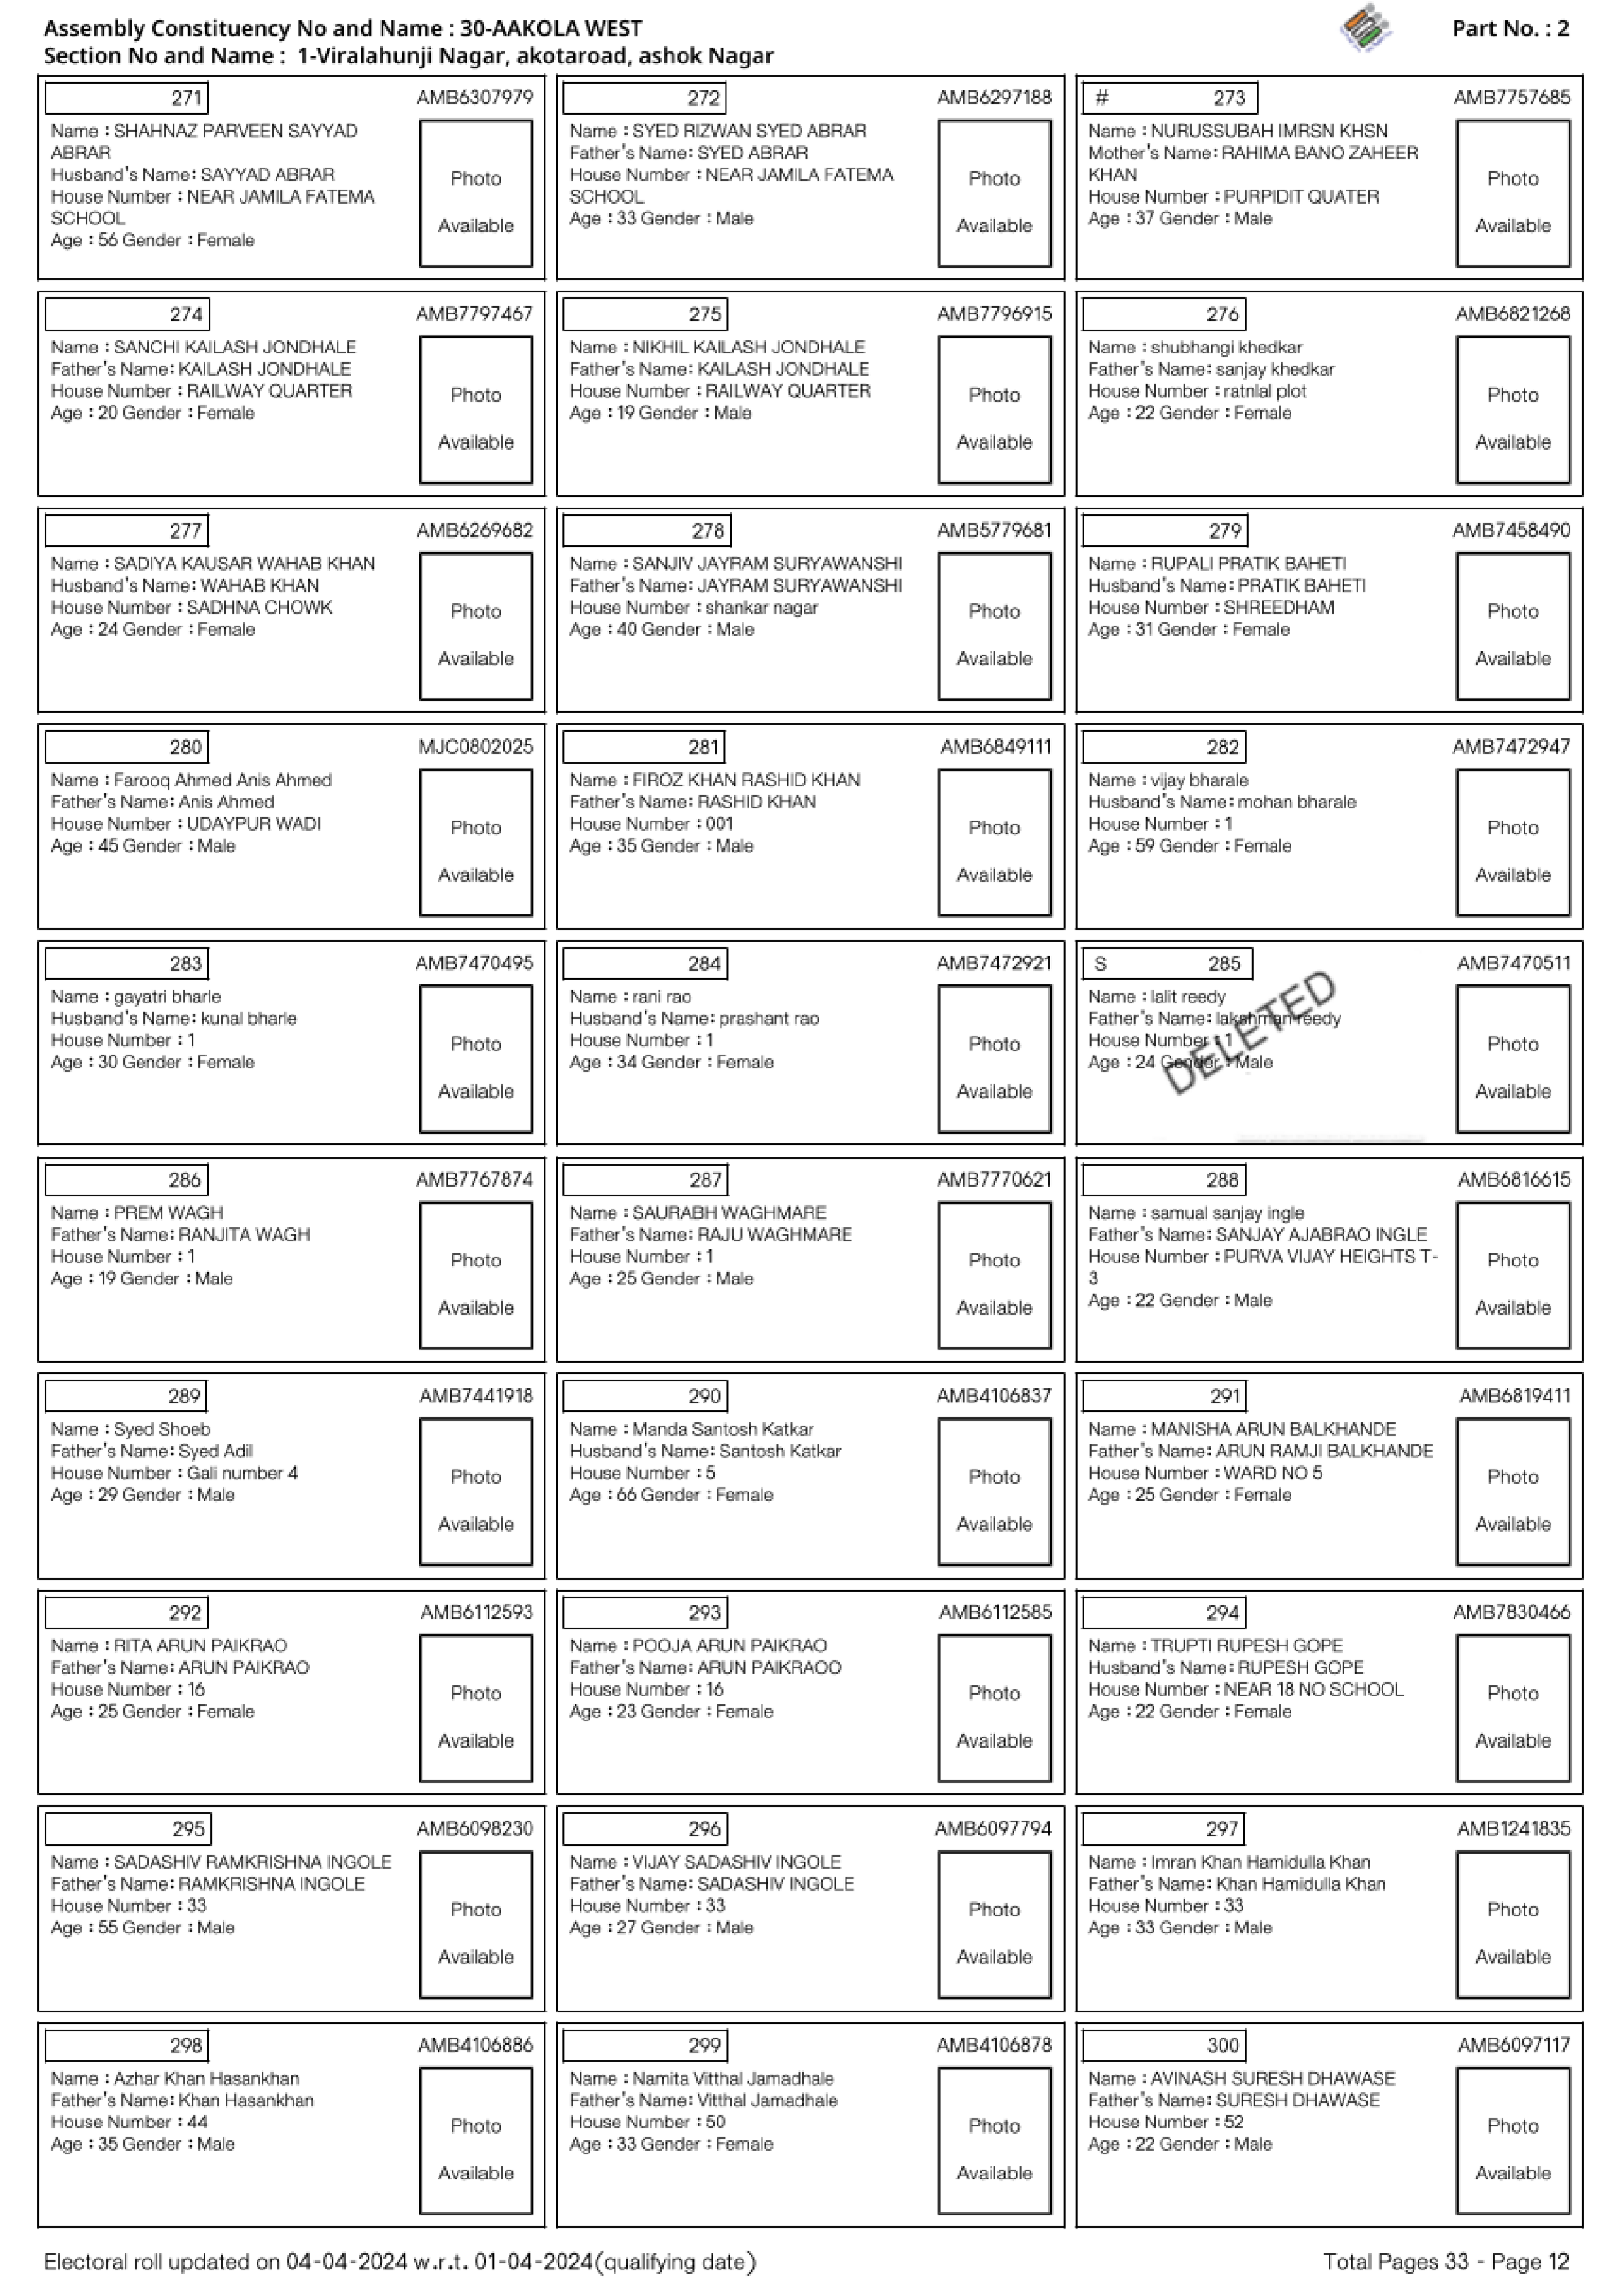 Assembly Constituency No and Name : 30-AAKOLA WEST
Part No. : 2
Section No and Name : 1-Viralahunji Nagar, akotaroad, ashok Nagar
271
AMB6307979
Name : SHAHNAZ PARVEEN SAYYAD
ABRAR
Husband's Name: SAYYAD ABRAR
House Number : NEAR JAMILA FATEMA
SCHOOL
Age : 56 Gender : Female
Photo
Available
272
AMB6297188
Name : SYED RIZWAN SYED ABRAR
Father's Name: SYED ABRAR
House Number : NEAR JAMILA FATEMA
SCHOOL
Age : 33 Gender : Male
Photo
Available
# 273
AMB7757685
Name : NURUSSUBAH IMRSN KHSN
Mother's Name: RAHIMA BANO ZAHEER
KHAN
House Number : PURPIDIT QUATER
Age : 37 Gender : Male
Photo
Available
274
AMB7797467
Name : SANCHI KAILASH JONDHALE
Father's Name: KAILASH JONDHALE
House Number : RAILWAY QUARTER
Age : 20 Gender : Female
Photo
Available
275
AMB7796915
Name : NIKHIL KAILASH JONDHALE
Father's Name: KAILASH JONDHALE
House Number : RAILWAY QUARTER
Age : 19 Gender : Male
Photo
Available
276
AMB6821268
Name : shubhangi khedkar
Father's Name: sanjay khedkar
House Number : ratnlal plot
Age : 22 Gender : Female
Photo
Available
277
AMB6269682
Name : SADIYA KAUSAR WAHAB KHAN
Husband's Name: WAHAB KHAN
House Number : SADHNA CHOWK
Age : 24 Gender : Female
Photo
Available
278
AMB5779681
Name : SANJIV JAYRAM SURYAWANSHI
Father's Name: JAYRAM SURYAWANSHI
House Number : shankar nagar
Age : 40 Gender : Male
Photo
Available
279
AMB7458490
Name : RUPALI PRATIK BAHETI
Husband's Name: PRATIK BAHETI
House Number : SHREEDHAM
Age : 31 Gender : Female
Photo
Available
280
MJC0802025
Name : Farooq Ahmed Anis Ahmed
Father's Name: Anis Ahmed
House Number : UDAYPUR WADI
Age : 45 Gender : Male
Photo
Available
281
AMB6849111
Name : FIROZ KHAN RASHID KHAN
Father's Name: RASHID KHAN
House Number : 001
Age : 35 Gender : Male
Photo
Available
282
AMB7472947
Name : vijay bharale
Husband's Name: mohan bharale
House Number : 1
Age : 59 Gender : Female
Photo
Available
283
AMB7470495
Name : gayatri bharle
Husband's Name: kunal bharle
House Number : 1
Age : 30 Gender : Female
Photo
Available
284
AMB7472921
Name : rani rao
Husband's Name: prashant rao
House Number : 1
Age : 34 Gender : Female
Photo
Available
S 285
AMB7470511
Name : lalit reedy
Father's Name: lakshman reedy
House Number : 1
Age : 24 Gender : Male
DELETED
Photo
Available
286
AMB7767874
Name : PREM WAGH
Father's Name: RANJITA WAGH
House Number : 1
Age : 19 Gender : Male
Photo
Available
287
AMB7770621
Name : SAURABH WAGHMARE
Father's Name: RAJU WAGHMARE
House Number : 1
Age : 25 Gender : Male
Photo
Available
288
AMB6816615
Name : samual sanjay ingle
Father's Name: SANJAY AJABRAO INGLE
House Number : PURVA VIJAY HEIGHTS T-
3
Age : 22 Gender : Male
Photo
Available
289
AMB7441918
Name : Syed Shoeb
Father's Name: Syed Adil
House Number : Gali number 4
Age : 29 Gender : Male
Photo
Available
290
AMB4106837
Name : Manda Santosh Katkar
Husband's Name: Santosh Katkar
House Number : 5
Age : 66 Gender : Female
Photo
Available
291
AMB6819411
Name : MANISHA ARUN BALKHANDE
Father's Name: ARUN RAMJI BALKHANDE
House Number : WARD NO 5
Age : 25 Gender : Female
Photo
Available
292
AMB6112593
Name : RITA ARUN PAIKRAO
Father's Name: ARUN PAIKRAO
House Number : 16
Age : 25 Gender : Female
Photo
Available
293
AMB6112585
Name : POOJA ARUN PAIKRAO
Father's Name: ARUN PAIKRAOO
House Number : 16
Age : 23 Gender : Female
Photo
Available
294
AMB7830466
Name : TRUPTI RUPESH GOPE
Husband's Name: RUPESH GOPE
House Number : NEAR 18 NO SCHOOL
Age : 22 Gender : Female
Photo
Available
295
AMB6098230
Name : SADASHIV RAMKRISHNA INGOLE
Father's Name: RAMKRISHNA INGOLE
House Number : 33
Age : 55 Gender : Male
Photo
Available
296
AMB6097794
Name : VIJAY SADASHIV INGOLE
Father's Name: SADASHIV INGOLE
House Number : 33
Age : 27 Gender : Male
Photo
Available
297
AMB1241835
Name : Imran Khan Hamidulla Khan
Father's Name: Khan Hamidulla Khan
House Number : 33
Age : 33 Gender : Male
Photo
Available
298
AMB4106886
Name : Azhar Khan Hasankhan
Father's Name: Khan Hasankhan
House Number : 44
Age : 35 Gender : Male
Photo
Available
299
AMB4106878
Name : Namita Vitthal Jamadhale
Father's Name: Vitthal Jamadhale
House Number : 50
Age : 33 Gender : Female
Photo
Available
300
AMB6097117
Name : AVINASH SURESH DHAWASE
Father's Name: SURESH DHAWASE
House Number : 52
Age : 22 Gender : Male
Photo
Available
Electoral roll updated on 04-04-2024 w.r.t. 01-04-2024(qualifying date)
Total Pages 33 - Page 12